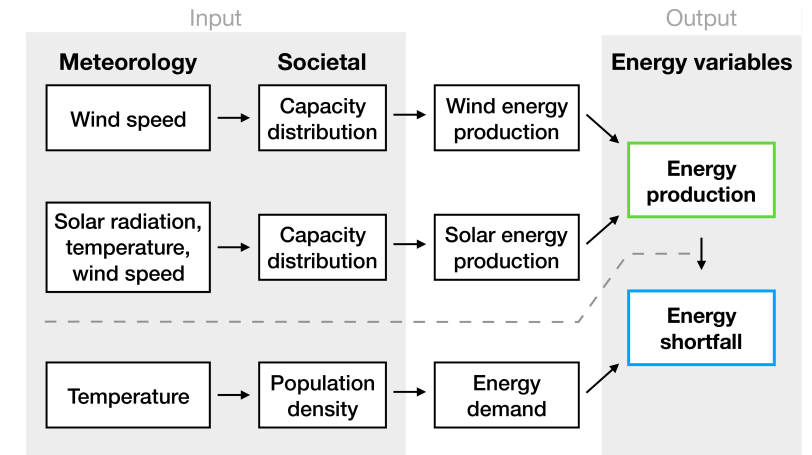 Input
Output
Meteorology
Societal
Energy variables
Wind speed
Capacity
distribution
Wind energy
production
Energy
production
Solar radiation,
temperature,
wind speed
Capacity
distribution
Solar energy
production
Energy
shortfall
Temperature
Population
density
Energy
demand